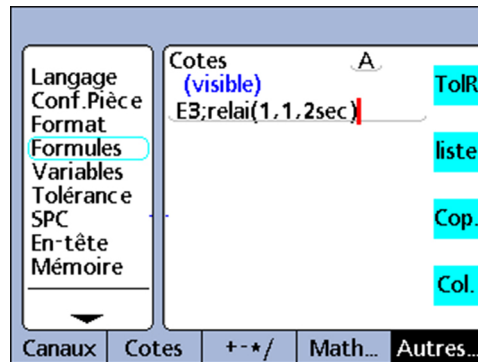 Langage
Conf.Pièce
Format
Formules
Variables
Tolérance
SPC
En-tête
Mémoire
Cotes A
(visible)
E3;relai(1,1,2sec)
TolR
liste
Cop.
Col.
Canaux Cotes +-*/ Math... Autres...